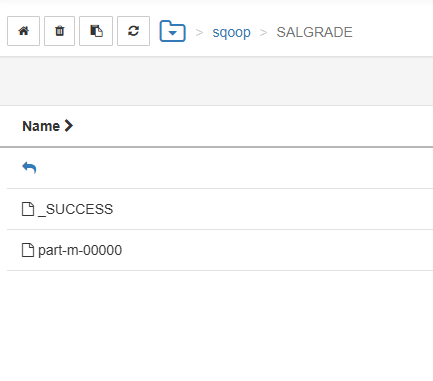 > sqoop > SALGRADE
Name
_SUCCESS
part-m-00000